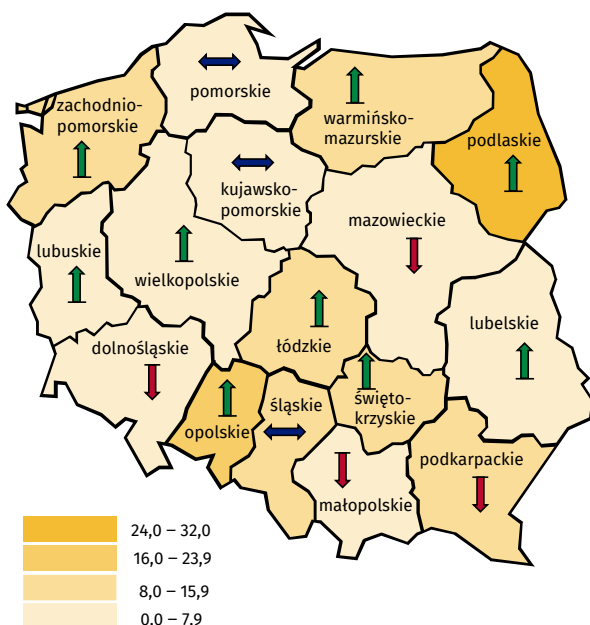 pomorskie
zachodnio-
pomorskie
warmińsko-
mazurskie
podlaskie
kujawsko-
pomorskie
mazowieckie
lubuskie
wielkopolskie
lubelskie
dolnośląskie
łódzkie
opolskie
śląskie
święto-
krzyskie
podkarpackie
małopolskie
24,0 – 32,0
16,0 – 23,9
8,0 – 15,9
0,0 – 7,9